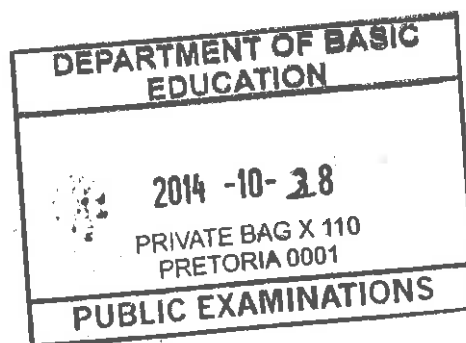 DEPARTMENT OF BASIC
EDUCATION
2014 -10-
PRIVATE BAG X 110
PRETORIA 0001
PUBLIC EXAMINATIONS